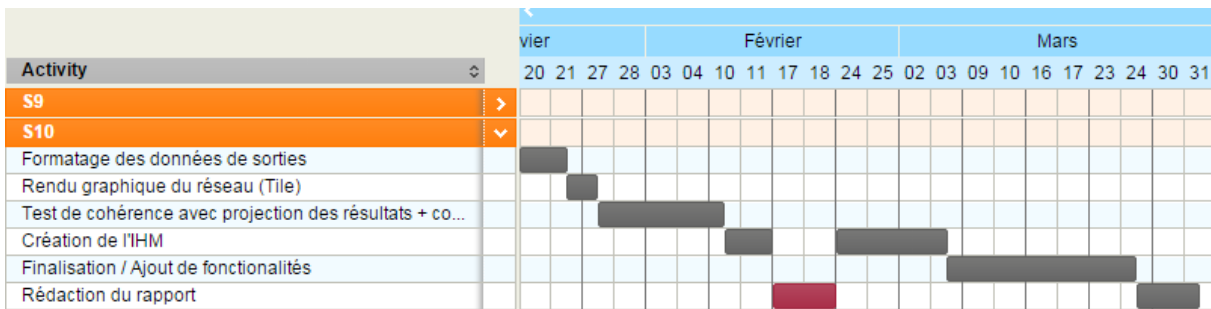 vier Février Mars
Activity 20 21 27 28 03 04 10 11 17 18 24 25 02 03 09 10 16 17 23 24 30 31
S9
S10
Formatage des données de sorties
Rendu graphique du réseau (Tile)
Test de cohérence avec projection des résultats + co...
Création de l'IHM
Finalisation / Ajout de fonctionalités
Rédaction du rapport